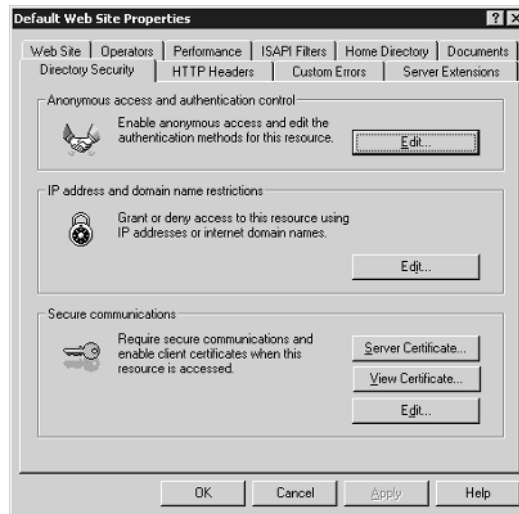 Default Web Site Properties
Web Site Operators Performance ISAPI Filters Home Directory Documents
Directory Security HTTP Headers Custom Errors Server Extensions
Anonymous access and authentication control
Enable anonymous access and edit the
authentication methods for this resource.
Edit...
IP address and domain name restrictions
Grant or deny access to this resource using
IP addresses or internet domain names.
Edit...
Secure communications
Require secure communications and
enable client certificates when this
resource is accessed.
Server Certificate...
View Certificate...
Edit...
OK Cancel Apply Help